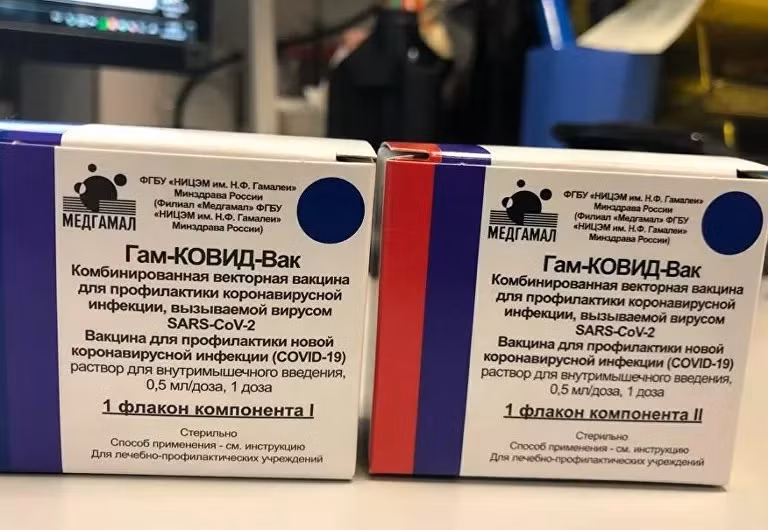 МЕДГАМАЛ
ФГБУ «НИЦЭМ им. Н.Ф. Гамалеи»
Минздрава России
(Филиал «Медгамал» ФГБУ
«НИЦЭМ им. Н.Ф. Гамалеи»
Минздрава России)
Гам-КОВИД-Вак
Комбинированная векторная вакцина
для профилактики коронавирусной
инфекции, вызываемой вирусом
SARS-CoV-2
Вакцина для профилактики новой
коронавирусной инфекции (COVID-19)
раствор для внутримышечного введения,
0,5 мл/доза, 1 доза
1 флакон компонента I
Стерильно
Способ применения - см. инструкцию
Для лечебно-профилактических учреждений
МЕДГАМАЛ
ФГБУ «НИЦЭМ им. Н.Ф. Гамалеи»
Минздрава России
(Филиал «Медгамал» ФГБУ
«НИЦЭМ им. Н.Ф. Гамалеи»
Минздрава России)
Гам-КОВИД-Вак
Комбинированная векторная вакцина
для профилактики коронавирусной
инфекции, вызываемой вирусом
SARS-CoV-2
Вакцина для профилактики новой
коронавирусной инфекции (COVID-19)
раствор для внутримышечного введения,
0,5 мл/доза, 1 доза
1 флакон компонента II
Стерильно
Способ применения - см. инструкцию
Для лечебно-профилактических учреждений